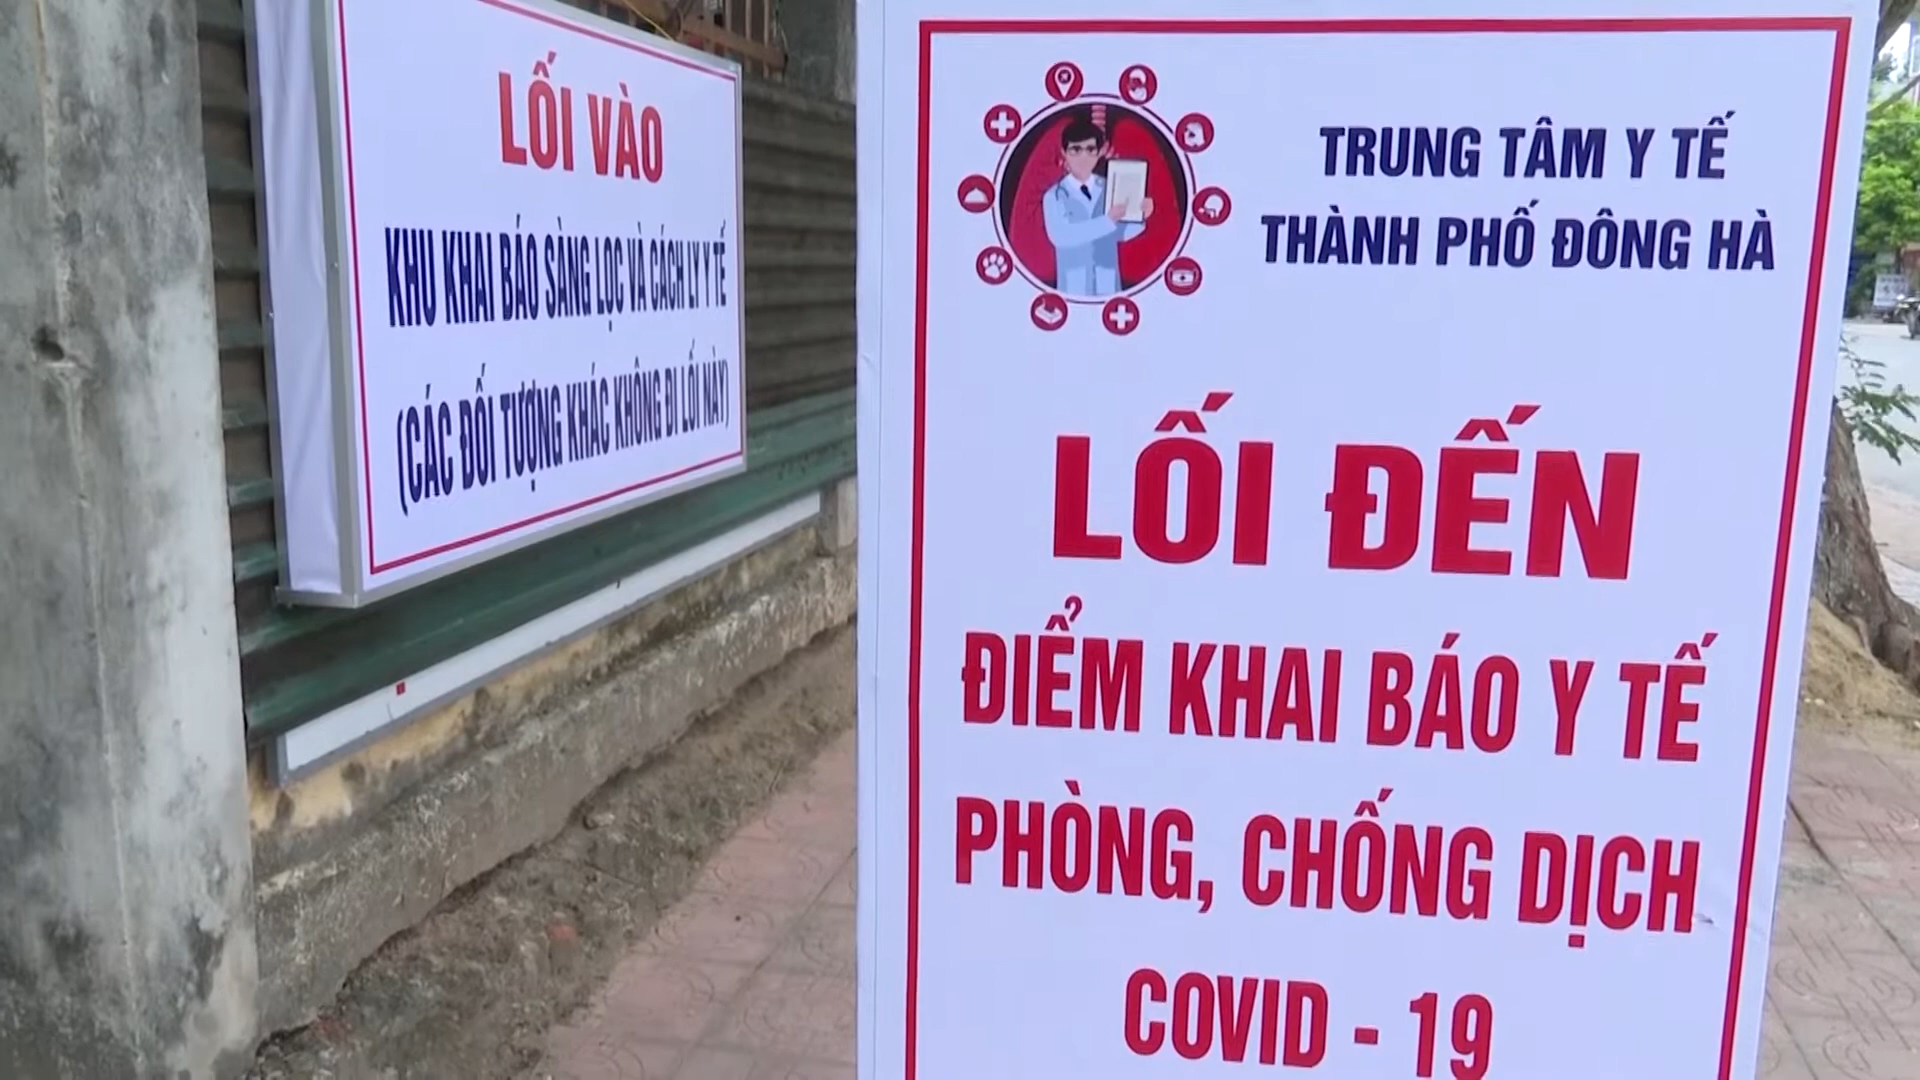 LỐI VÀO
KHU KHAI BÁO SÀNG LỌC VÀ CÁCH LY Y TẾ
(CÁC ĐỐI TƯỢNG KHÁC KHÔNG ĐI LỐI NÀY)
TRUNG TÂM Y TẾ
THÀNH PHỐ ĐÔNG HÀ
LỐI ĐẾN
ĐIỂM KHAI BÁO Y TẾ
PHÒNG, CHỐNG DỊCH
COVID - 19